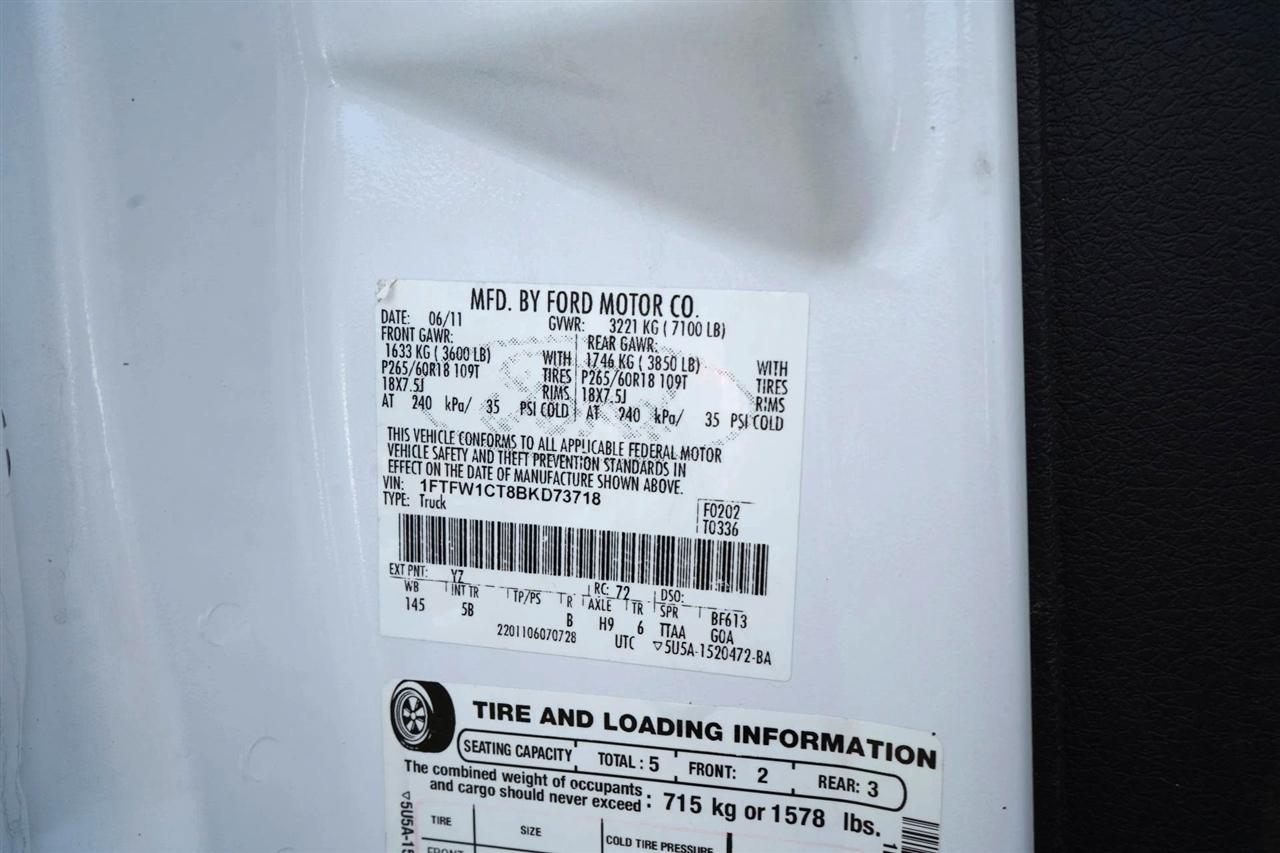 MFD. BY FORD MOTOR CO.
DATE: 06/11 GVWR: 3221 KG ( 7100 LB)
FRONT GAWR: REAR GAWR:
1633 KG ( 3600 LB) WITH 1746 KG ( 3850 LB) WITH
P265/60R18 109T TIRES P265/60R18 109T TIRES
18X7.5J RIMS 18X7.5J RIMS
AT 240 kPa/ 35 PSI COLD AT 240 kPa/ 35 PSI COLD
THIS VEHICLE CONFORMS TO ALL APPLICABLE FEDERAL MOTOR
VEHICLE SAFETY AND THEFT PREVENTION STANDARDS IN
EFFECT ON THE DATE OF MANUFACTURE SHOWN ABOVE.
VIN: 1FTFW1CT8BKD73718
TYPE: Truck
F0202
T0336
EXT PNT: YZ RC: 72 DSO:
WB INT TR TP/PS R AXLE TR SPR BF613
145 5B B H9 6 TTAA GOA
2201106070728 UTC ▽5U5A-1520472-BA
TIRE AND LOADING INFORMATION
SEATING CAPACITY TOTAL : 5 FRONT: 2 REAR: 3
The combined weight of occupants
and cargo should never exceed : 715 kg or 1578 lbs.
▽5U5A-15
TIRE SIZE COLD TIRE PRESSURE
FRONT